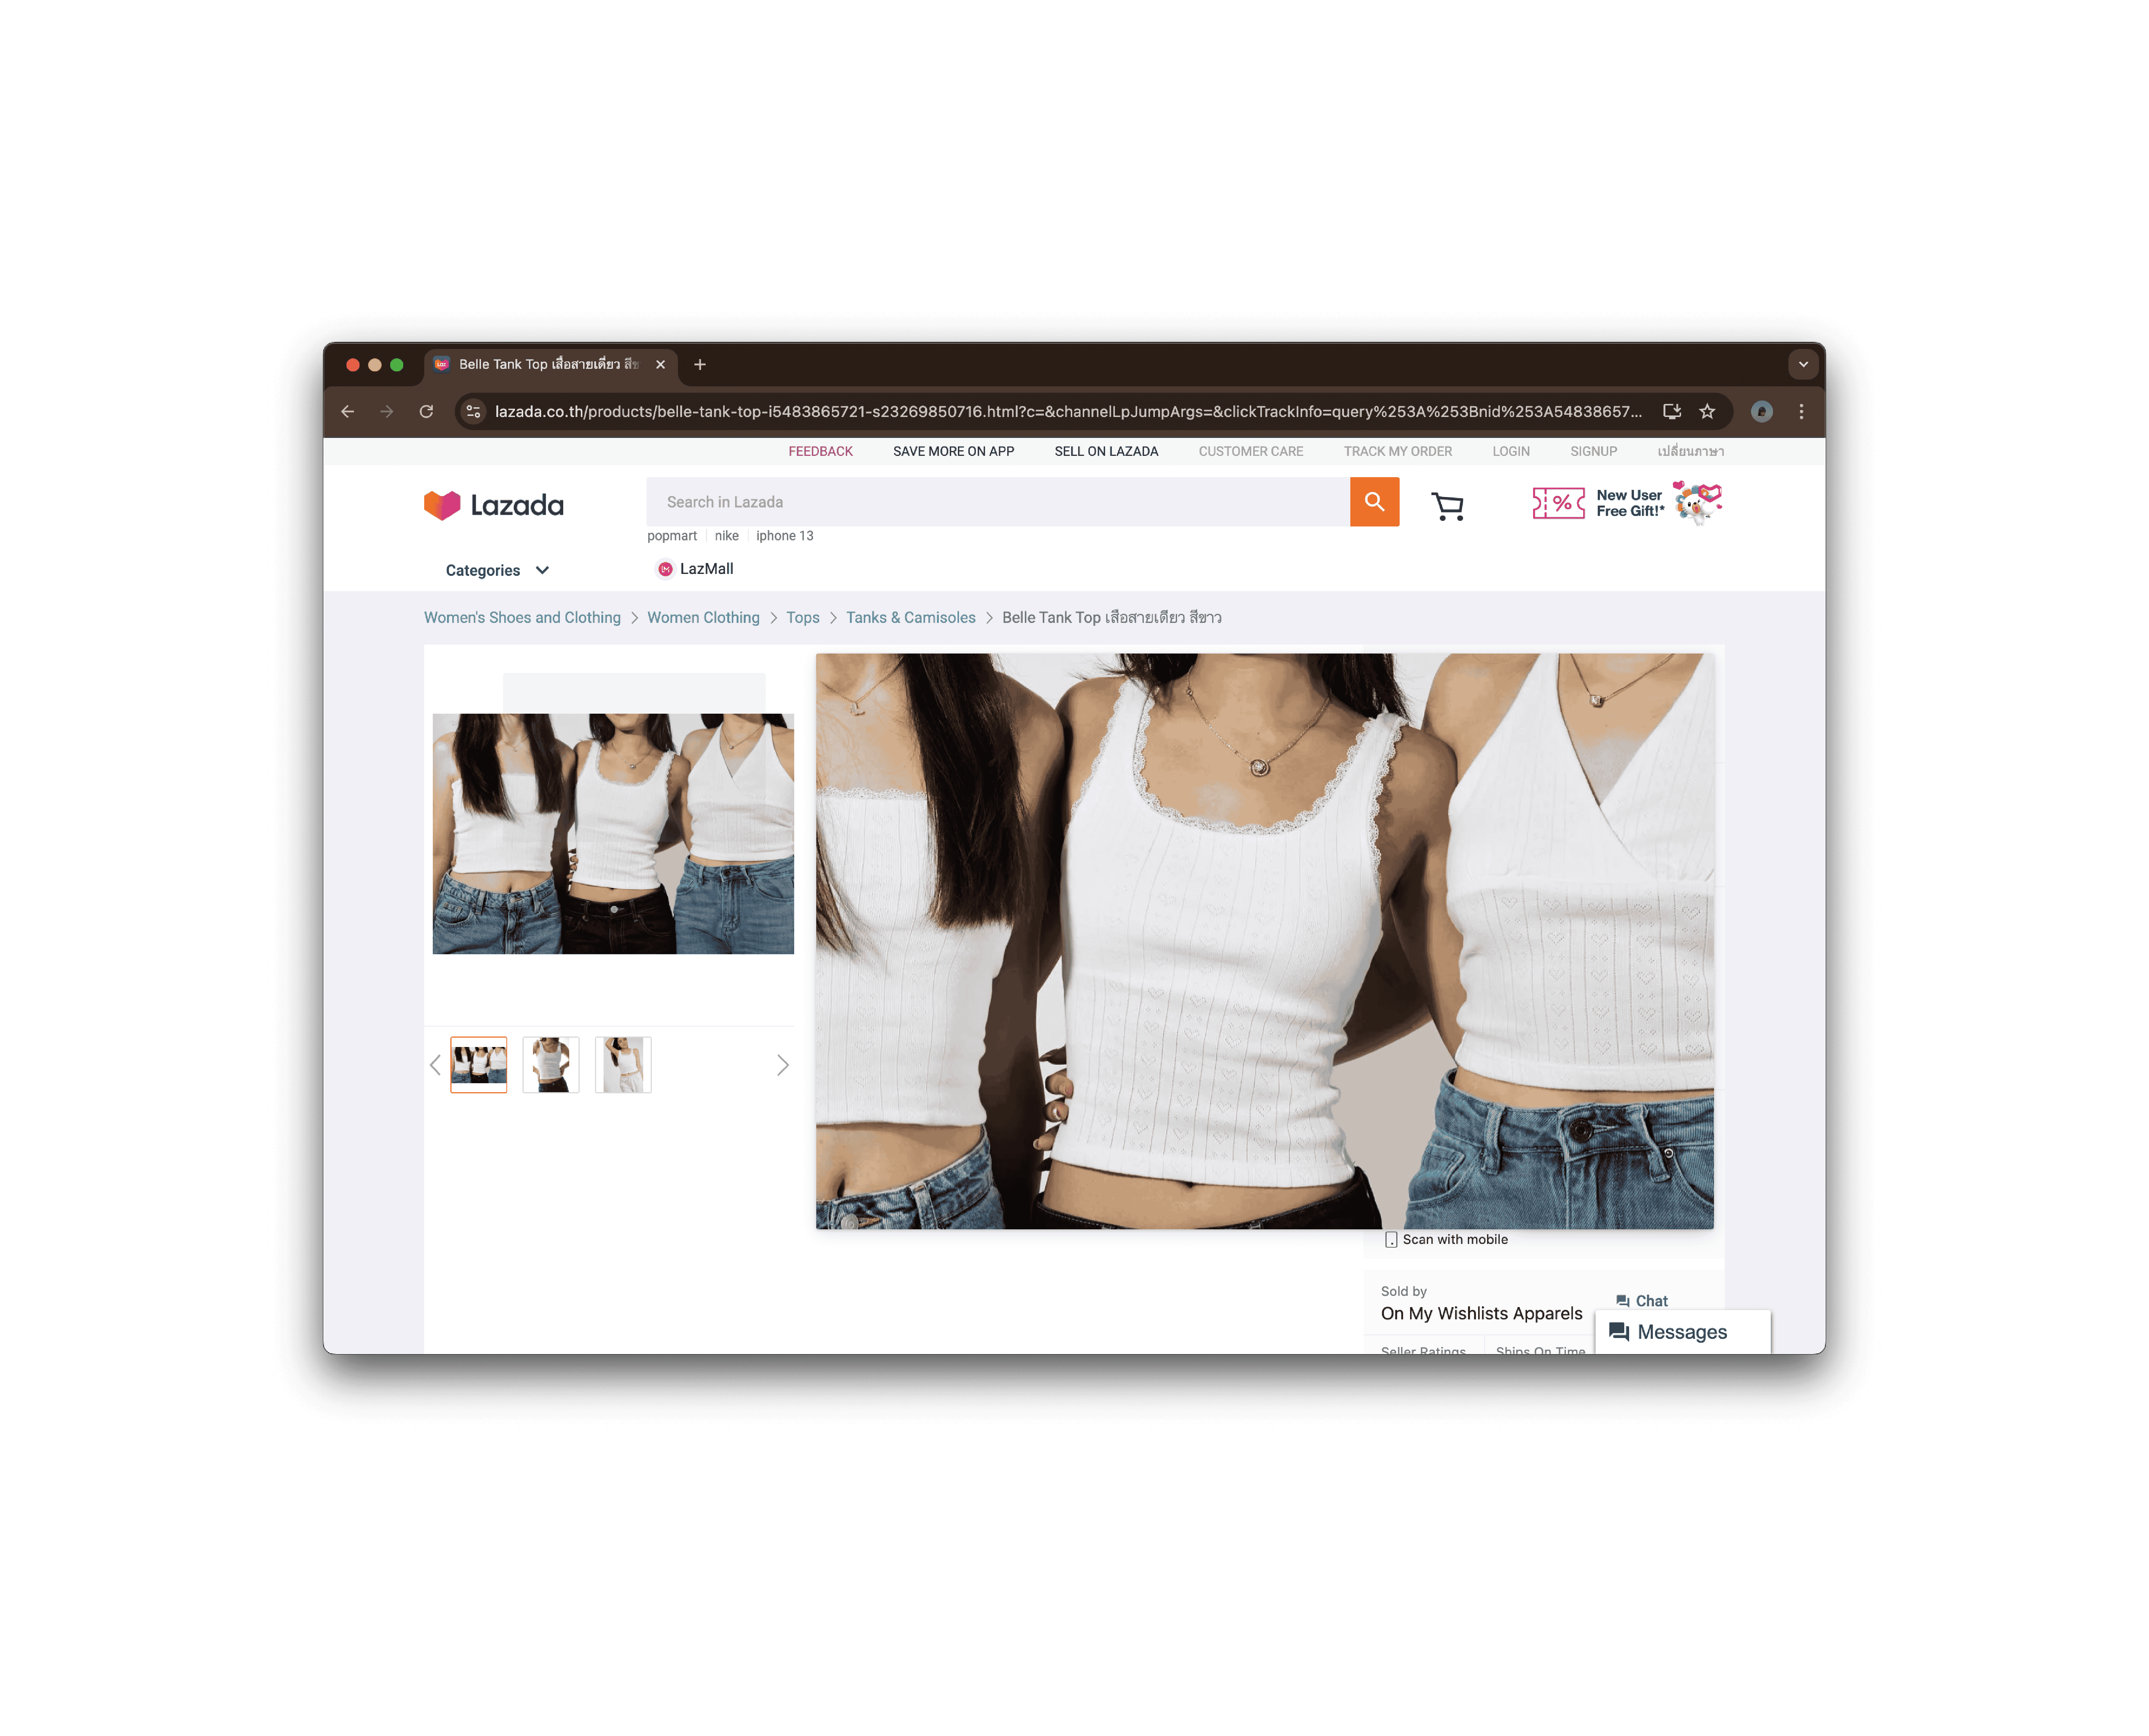 Belle Tank Top เสื้อสายเดี่ยว สีข
lazada.co.th/products/belle-tank-top-i5483865721-s23269850716.html?c=&channelLpJumpArgs=&clickTrackInfo=query%253A%253Bnid%253A54838657...
FEEDBACK SAVE MORE ON APP SELL ON LAZADA CUSTOMER CARE TRACK MY ORDER LOGIN SIGNUP เปลี่ยนภาษา
Lazada
Search in Lazada
% New User
Free Gift!*
popmart nike iphone 13
Categories LazMall
Women's Shoes and Clothing > Women Clothing > Tops > Tanks & Camisoles > Belle Tank Top เสื้อสายเดี่ยว สีขาว
Scan with mobile
Sold by
On My Wishlists Apparels
Chat
Messages
Seller Ratings Ships On Time